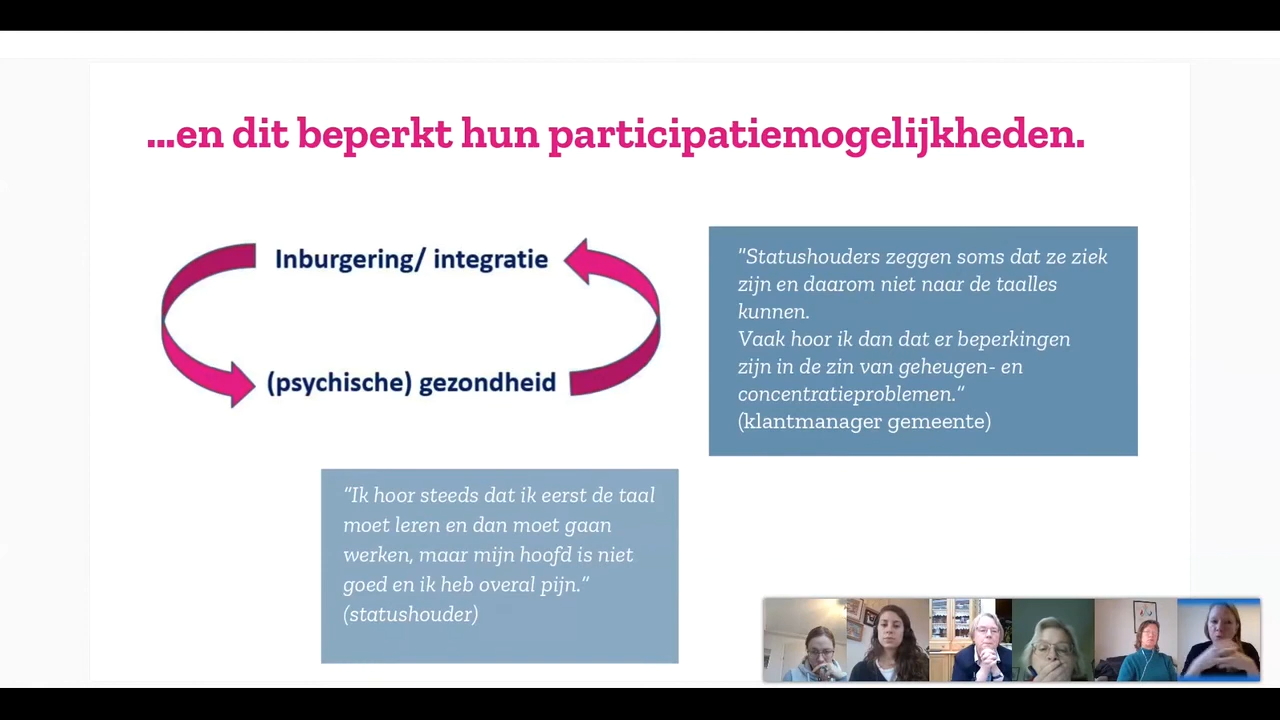 ...en dit beperkt hun participatiemogelijkheden.
Inburgering/ integratie
(psychische) gezondheid
"Statushouders zeggen soms dat ze ziek
zijn en daarom niet naar de taalles
kunnen.
Vaak hoor ik dan dat er beperkingen
zijn in de zin van geheugen- en
concentratieproblemen.“
(klantmanager gemeente)
“Ik hoor steeds dat ik eerst de taal
moet leren en dan moet gaan
werken, maar mijn hoofd is niet
goed en ik heb overal pijn.”
(statushouder)